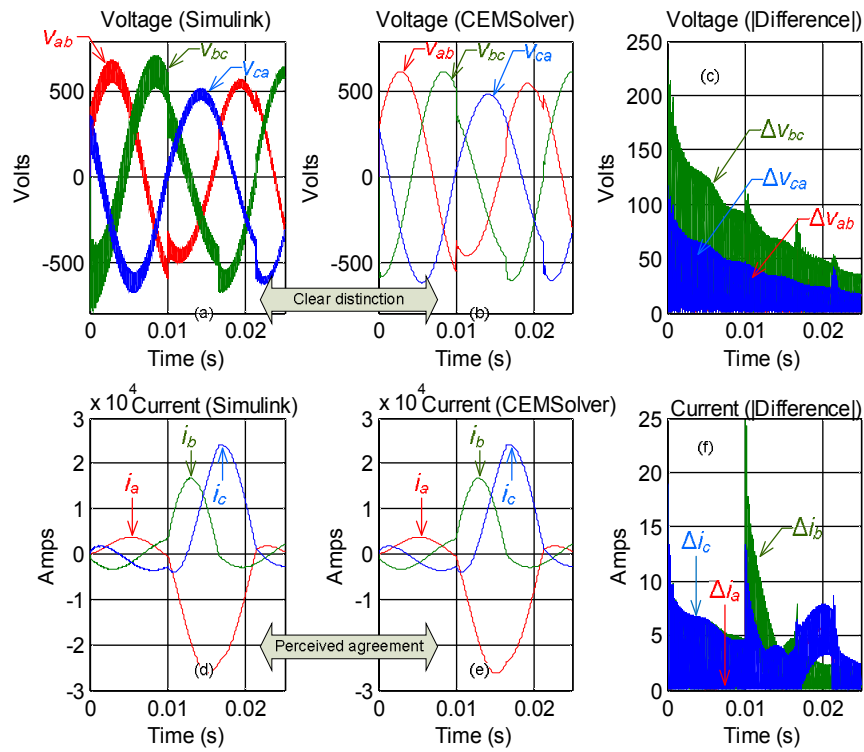 Voltage (Simulink)
Voltage (CEMSolver)
Voltage (|Difference|)
v_ab
v_bc
v_ca
500
0
-500
Volts
0
0.01
0.02
(a)
Time (s)
v_ab
v_bc
v_ca
500
0
-500
Volts
0
0.01
0.02
(b)
Time (s)
Clear distinction
250
200
150
100
50
0
Volts
(c)
Δv_bc
Δv_ca
Δv_ab
0
0.01
0.02
Time (s)
x 10^4 Current (Simulink)
x 10^4 Current (CEMSolver)
Current (|Difference|)
3
2
1
0
-1
-2
-3
Amps
i_a
i_b
i_c
(d)
0
0.01
0.02
Time (s)
3
2
1
0
-1
-2
-3
Amps
i_a
i_b
i_c
(e)
0
0.01
0.02
Time (s)
Perceived agreement
25
20
15
10
5
0
Amps
(f)
Δi_b
Δi_c
Δi_a
0
0.01
0.02
Time (s)